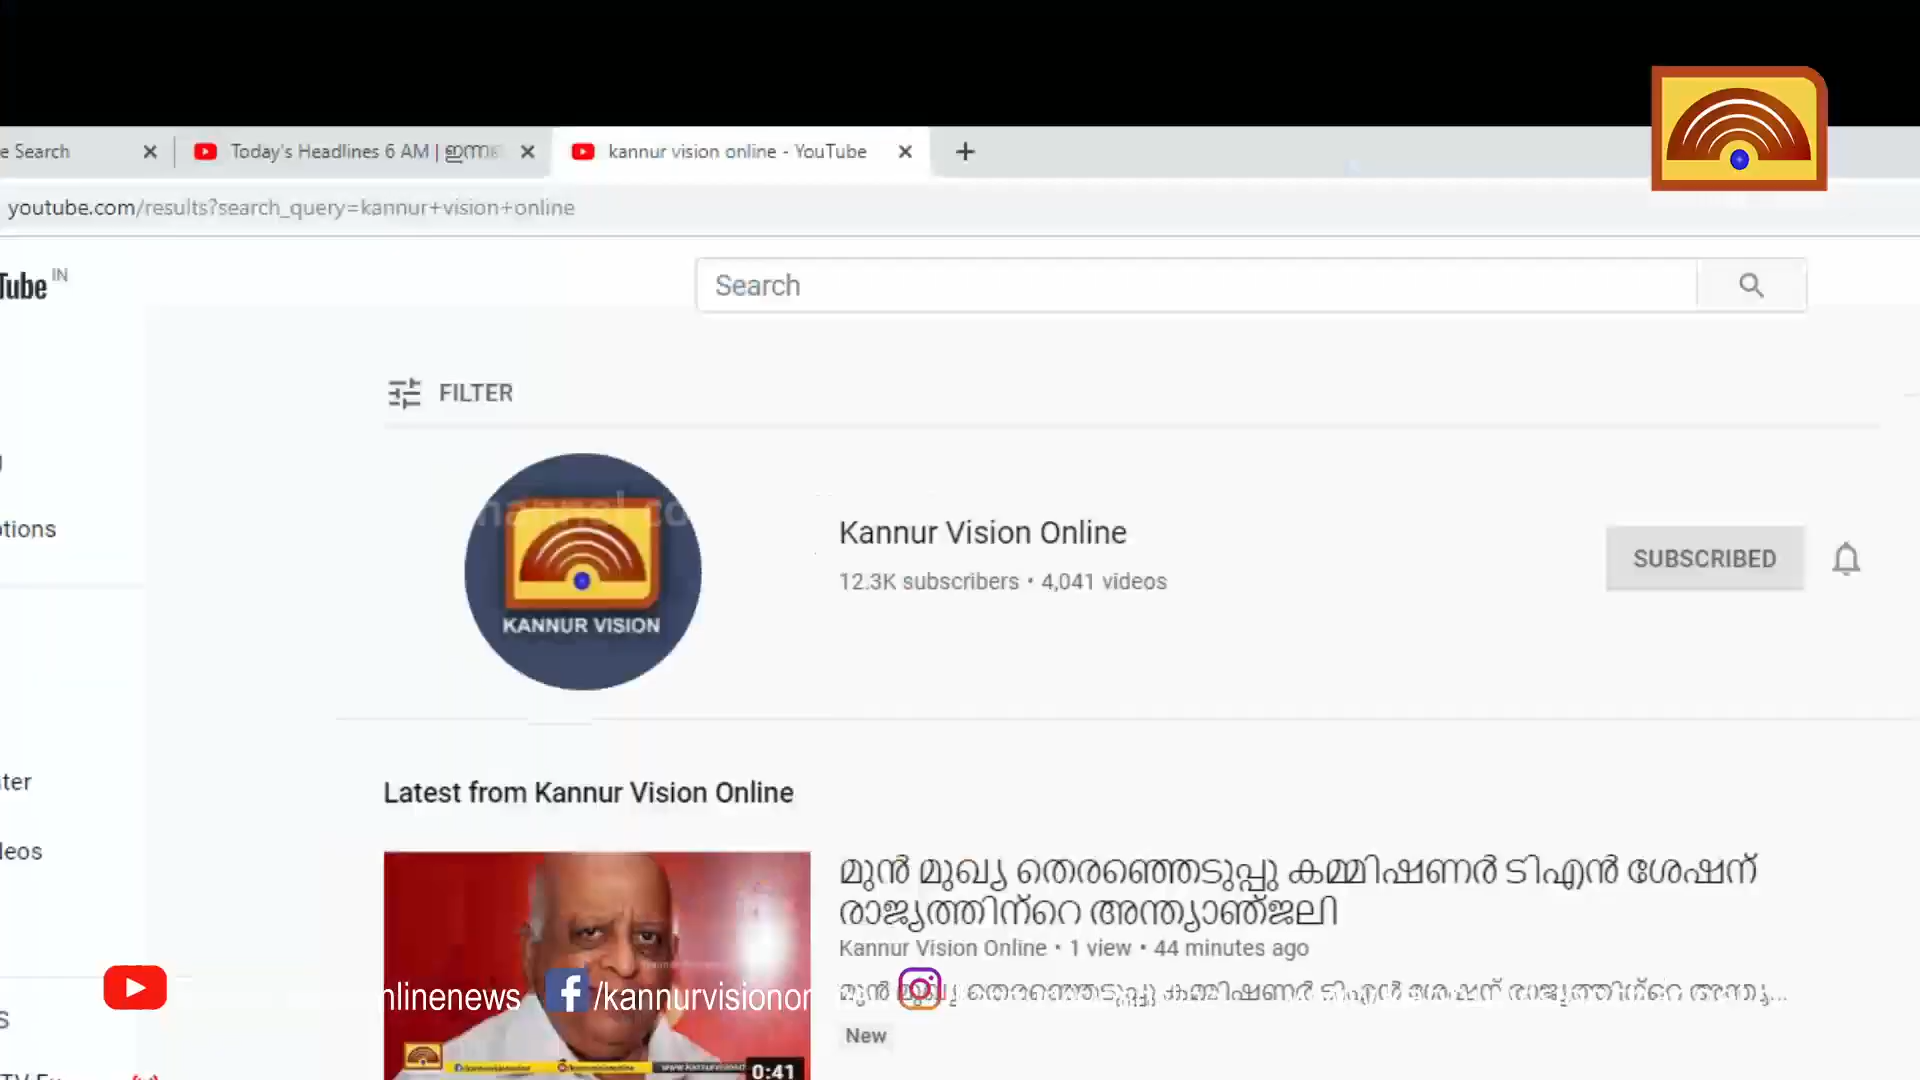 e Search
Today's Headlines 6 AM |
kannur vision online - YouTube
youtube.com/results?search_query=kannur+vision+online
Tube IN
Search
FILTER
KANNUR VISION
Kannur Vision Online
12.3K subscribers • 4,041 videos
SUBSCRIBED
tions
Latest from Kannur Vision Online
ter
leos
മുൻ മുഖ്യ തെരഞ്ഞെടുപ്പു കമ്മിഷണർ ടിഎൻ ശേഷന്
രാജ്യത്തിന്റെ അന്ത്യാഞ്ജലി
Kannur Vision Online • 1 view • 44 minutes ago
nlinenews
/kannurvisionon
New
0:41